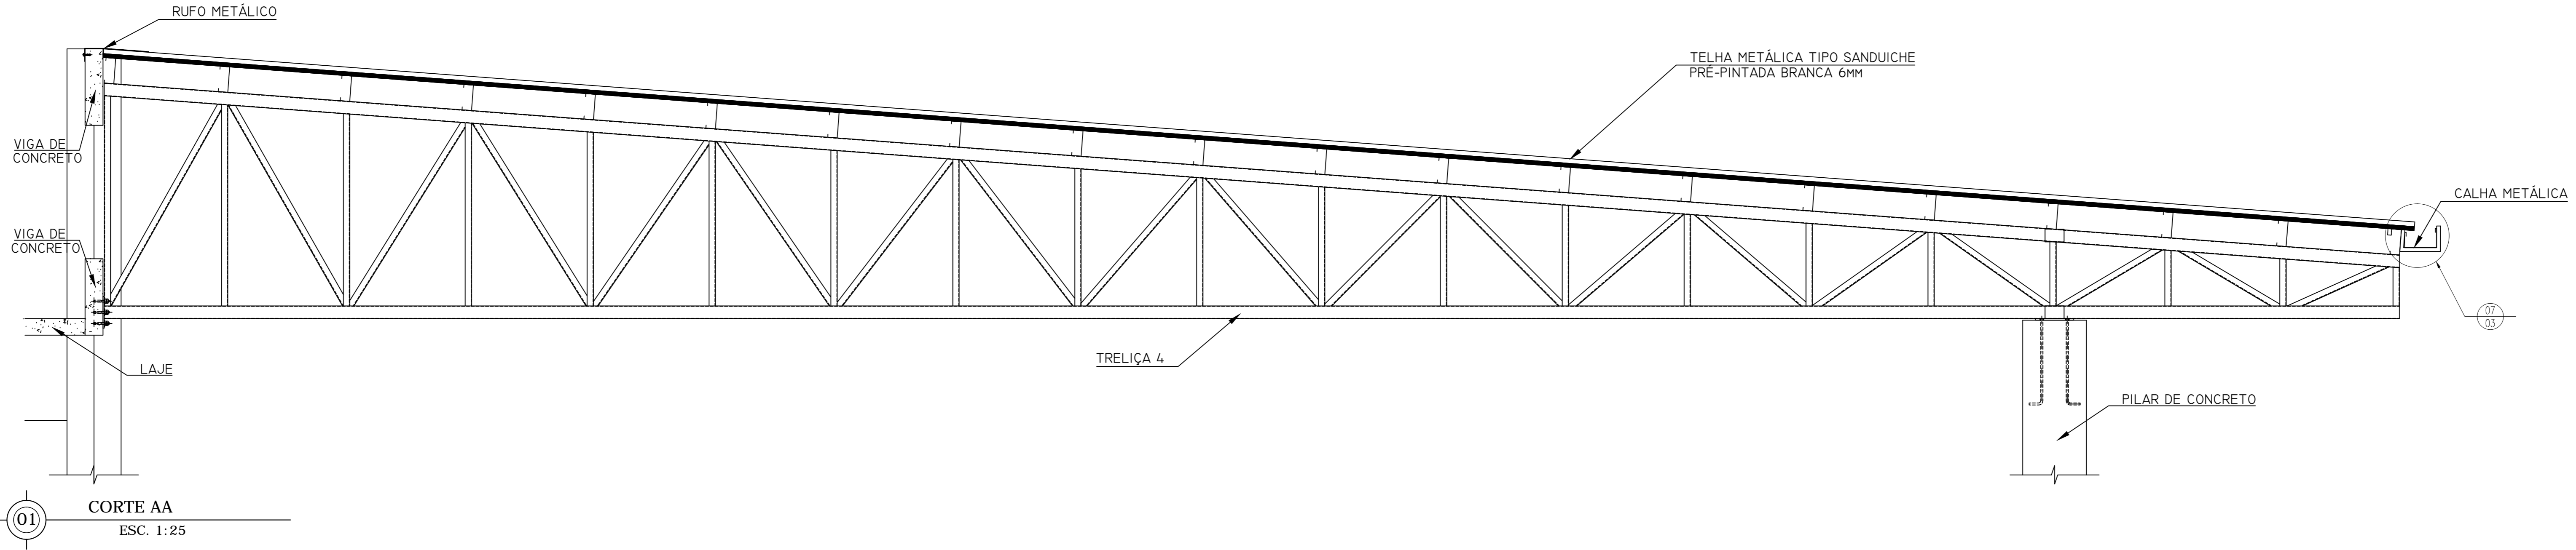 RUFO METÁLICO
TELHA METÁLICA TIPO SANDUICHE
PRÉ-PINTADA BRANCA 6MM
VIGA DE
CONCRETO
CALHA METÁLICA
VIGA DE
CONCRETO
07
03
TRELIÇA 4
LAJE
PILAR DE CONCRETO
01
CORTE AA
ESC. 1:25